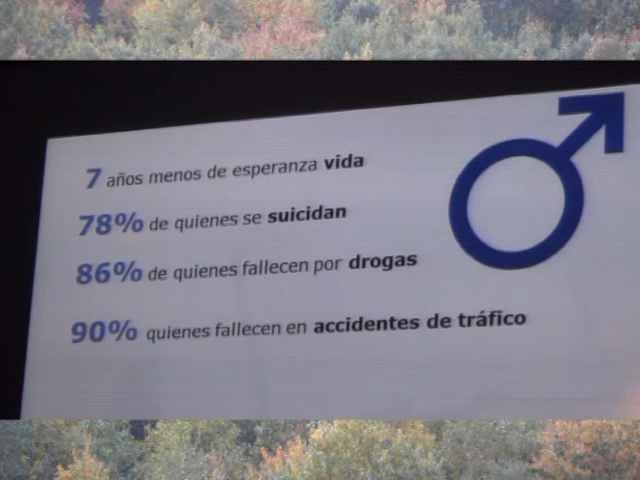 7 años menos de esperanza vida
78% de quienes se suicidan
86% de quienes fallecen por drogas
90% quienes fallecen en accidentes de tráfico